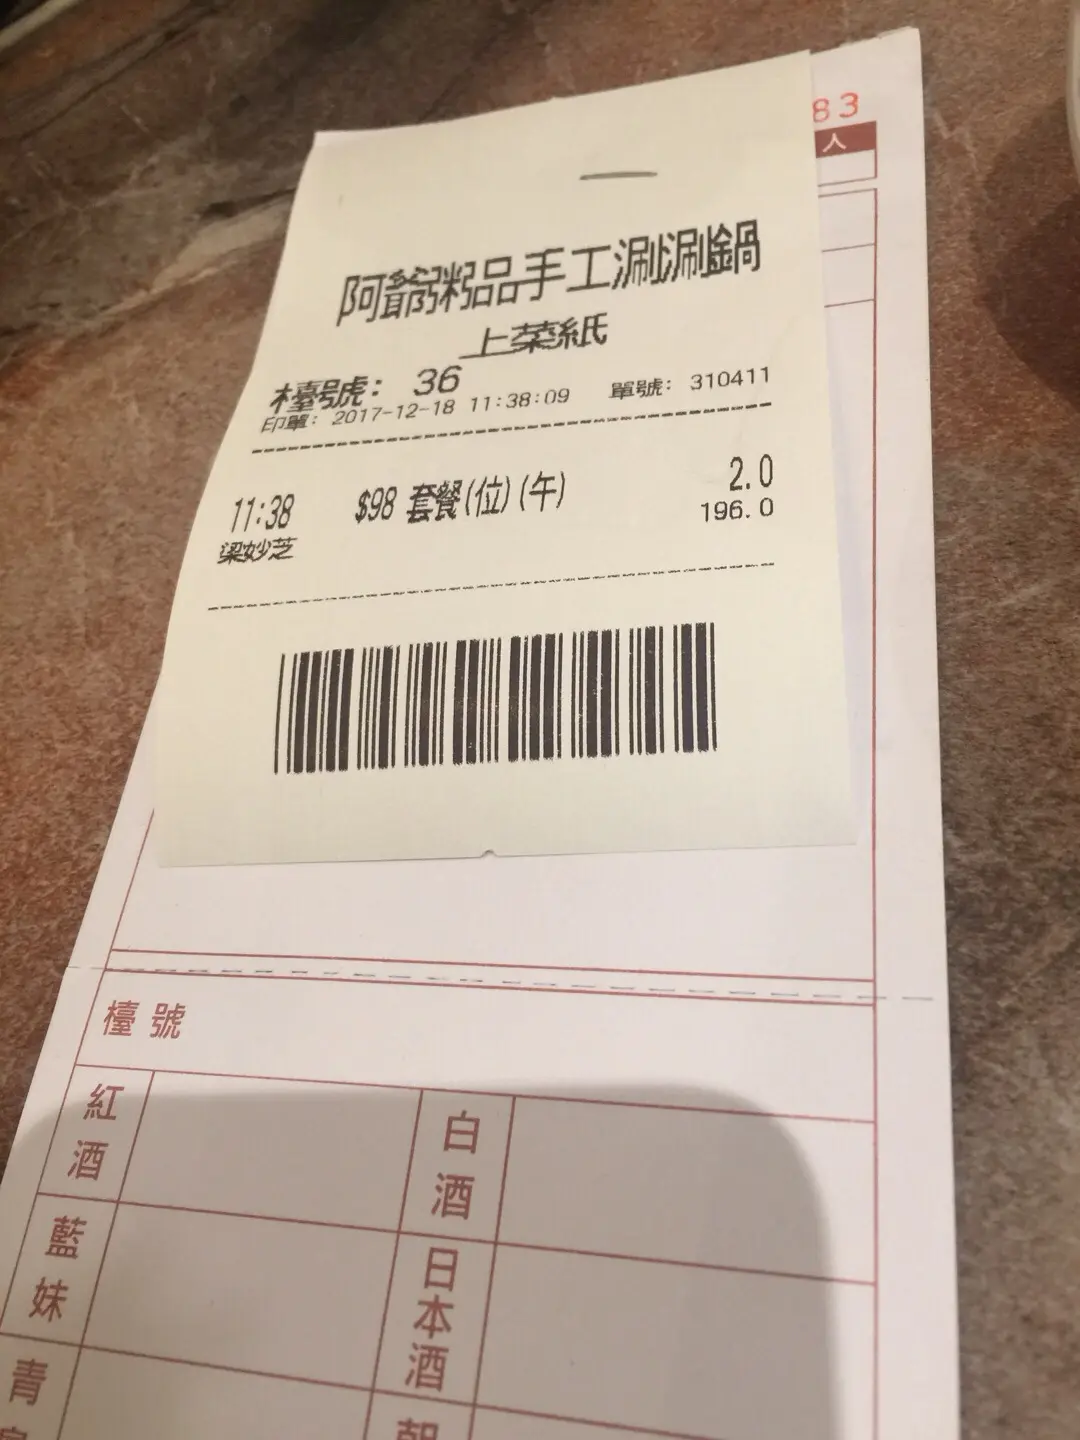 83
人
阿爺粥品手工涮涮鍋
上菜紙
檯號: 36
印單: 2017-12-18 11:38:09 單號: 310411
11:38 $98 套餐(位)(午) 2.0
梁妙芝 196.0
檯號
紅酒 白酒
藍妹 日本酒
青